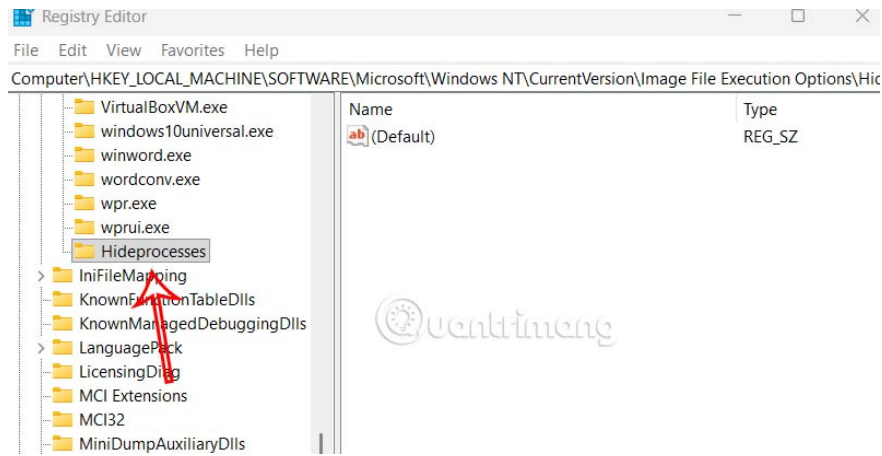 Registry Editor
File Edit View Favorites Help
Computer\HKEY_LOCAL_MACHINE\SOFTWARE\Microsoft\Windows NT\CurrentVersion\Image File Execution Options\Hid
VirtualBoxVM.exe
windows10universal.exe
winword.exe
wordconv.exe
wpr.exe
wprui.exe
Hideprocesses
IniFileMapping
KnownFunctionTableDlls
KnownManagedDebuggingDlls
LanguagePack
LicensingDiag
MCI Extensions
MCI32
MiniDumpAuxiliaryDlls
Name Type
ab (Default) REG_SZ
Quantrimang